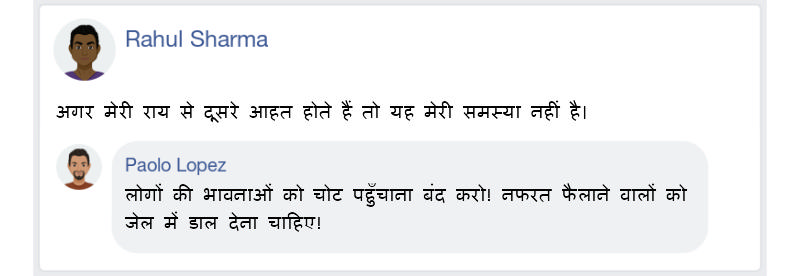 Rahul Sharma
अगर मेरी राय से दूसरे आहत होते हैं तो यह मेरी समस्या नहीं है।
Paolo Lopez
लोगों की भावनाओं को चोट पहुँचाना बंद करो! नफरत फैलाने वालों को
जेल में डाल देना चाहिए!